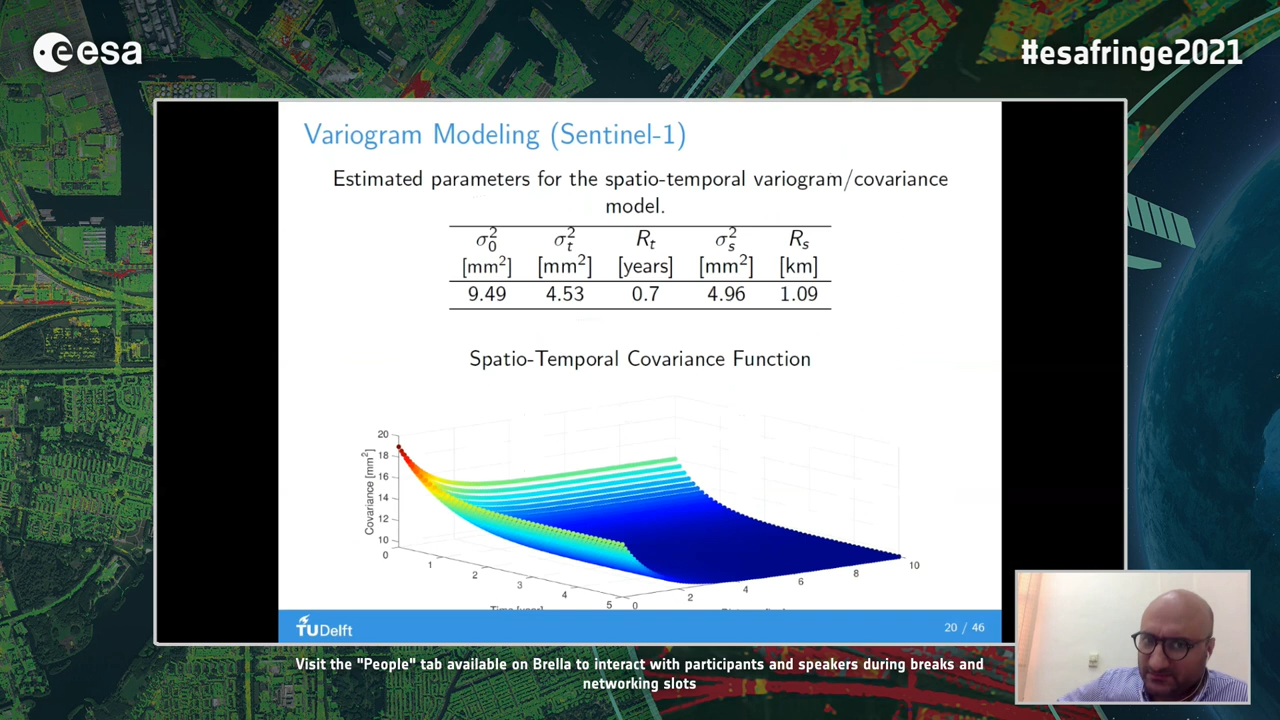 esa
#esafringe2021
Variogram Modeling (Sentinel-1)
Estimated parameters for the spatio-temporal variogram/covariance
model.
σ₀² σₜ² Rₜ σₛ² Rₛ
[mm²] [mm²] [years] [mm²] [km]
9.49 4.53 0.7 4.96 1.09
Spatio-Temporal Covariance Function
20
18
16
14
12
10
Covariance [mm²]
0 1 2 3 4 5
0 2 4 6 8 10
TUDelft
20 / 46
Visit the "People" tab available on Brella to interact with participants and speakers during breaks and
networking slots